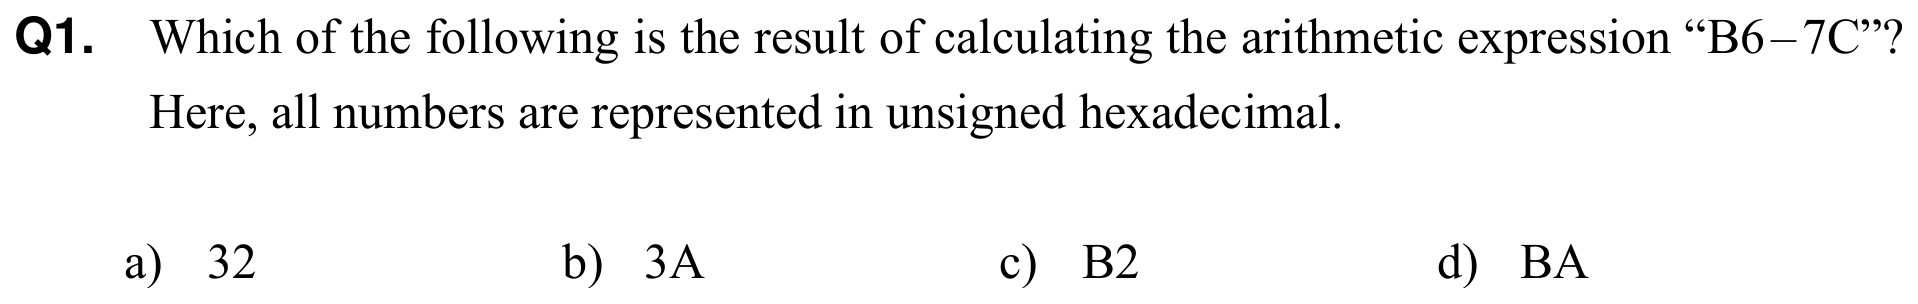 Q1. Which of the following is the result of calculating the arithmetic expression “B6–7C”?
Here, all numbers are represented in unsigned hexadecimal.
a) 32 b) 3A c) B2 d) BA